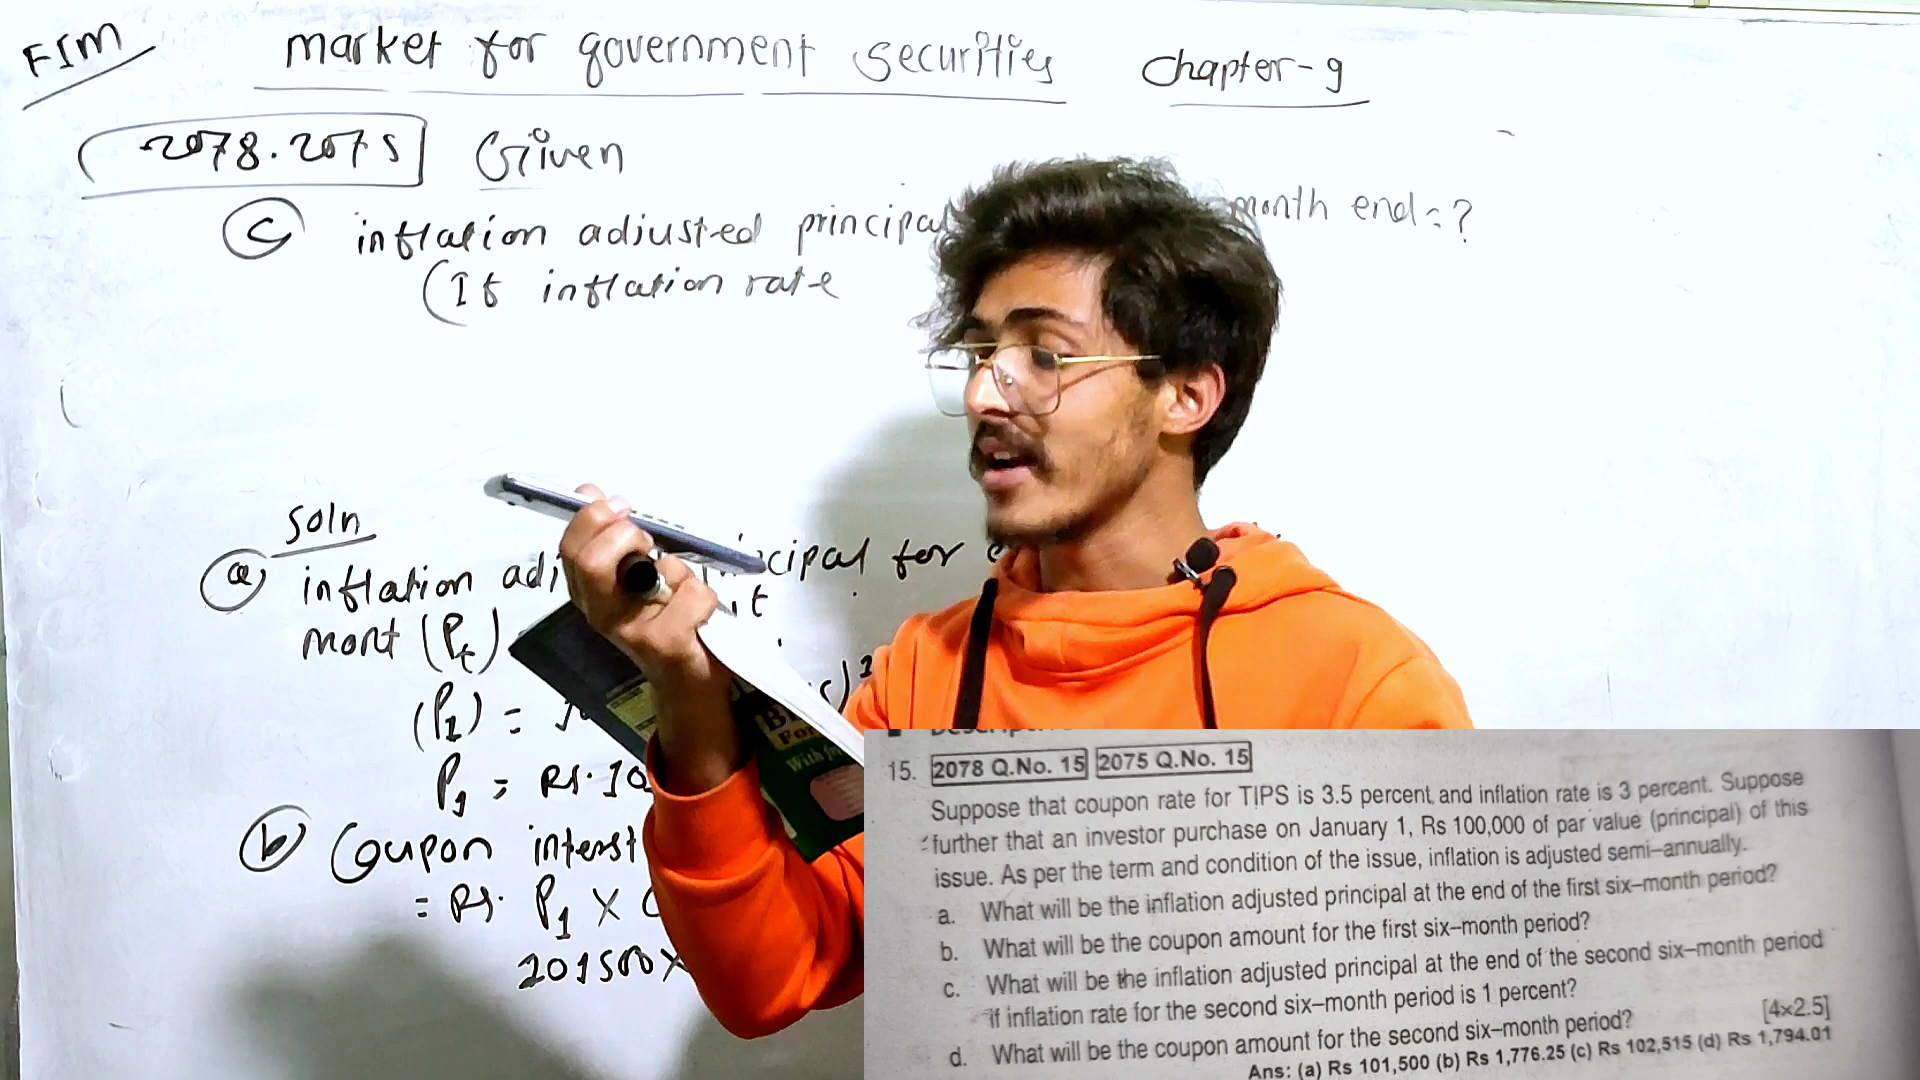 FIM
market for government securities Chapter-9
2078.2075 Given
c inflation adjusted principal month end=?
(If inflation rate
soln
a inflation adj cipal for
mont (Pt)
(P1) =
P1 = Rs. 10
b Coupon interst
= Rs. P1 X
101500x
15. 2078 Q.No. 15 2075 Q.No. 15
Suppose that coupon rate for TIPS is 3.5 percent and inflation rate is 3 percent. Suppose
further that an investor purchase on January 1, Rs 100,000 of par value (principal) of this
issue. As per the term and condition of the issue, inflation is adjusted semi-annually.
a. What will be the inflation adjusted principal at the end of the first six-month period?
b. What will be the coupon amount for the first six-month period?
c. What will be the inflation adjusted principal at the end of the second six-month period
if inflation rate for the second six-month period is 1 percent?
d. What will be the coupon amount for the second six-month period? [4×2.5]
Ans: (a) Rs 101,500 (b) Rs 1,776.25 (c) Rs 102,515 (d) Rs 1,794.01